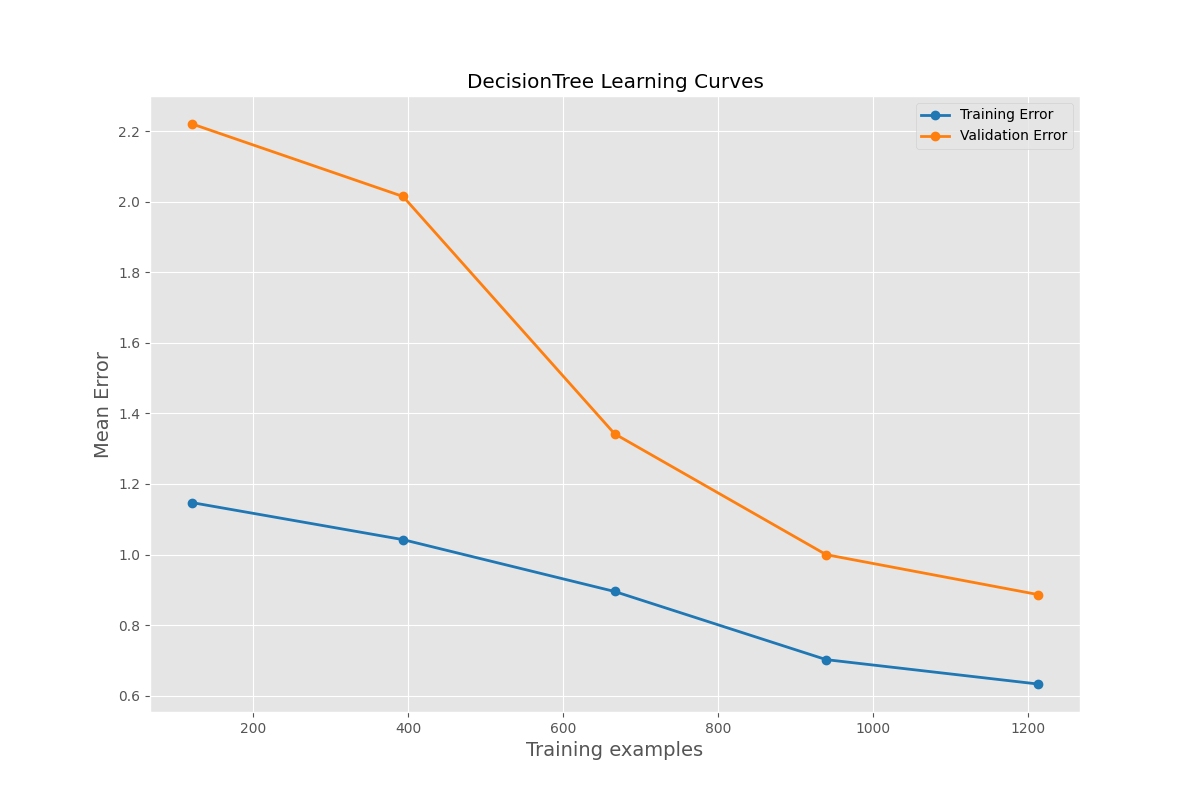 DecisionTree Learning Curves
Training Error
Validation Error
2.2
2.0
1.8
1.6
1.4
1.2
1.0
0.8
0.6
Mean Error
200 400 600 800 1000 1200
Training examples